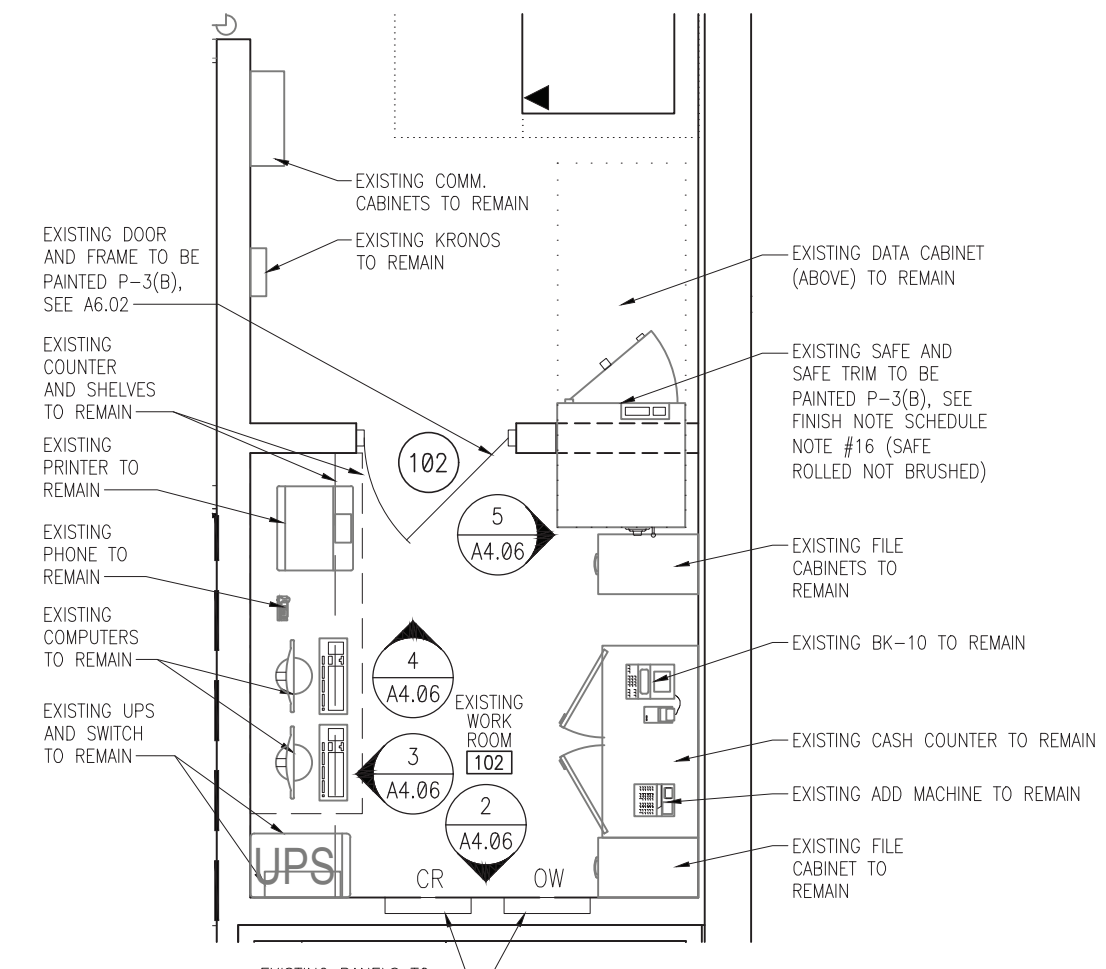 EXISTING COMM.
CABINETS TO REMAIN
EXISTING KRONOS
TO REMAIN
EXISTING DOOR
AND FRAME TO BE
PAINTED P-3(B),
SEE A6.02
EXISTING
COUNTER
AND SHELVES
TO REMAIN
EXISTING
PRINTER TO
REMAIN
EXISTING
PHONE TO
REMAIN
EXISTING
COMPUTERS
TO REMAIN
EXISTING UPS
AND SWITCH
TO REMAIN
102
5
A4.06
4
A4.06
EXISTING
WORK
ROOM
102
3
A4.06
2
A4.06
UPS
CR
OW
EXISTING DATA CABINET
(ABOVE) TO REMAIN
EXISTING SAFE AND
SAFE TRIM TO BE
PAINTED P-3(B), SEE
FINISH NOTE SCHEDULE
NOTE #16 (SAFE
ROLLED NOT BRUSHED)
EXISTING FILE
CABINETS TO
REMAIN
EXISTING BK-10 TO REMAIN
EXISTING CASH COUNTER TO REMAIN
EXISTING ADD MACHINE TO REMAIN
EXISTING FILE
CABINET TO
REMAIN
EXISTING PANELS TO